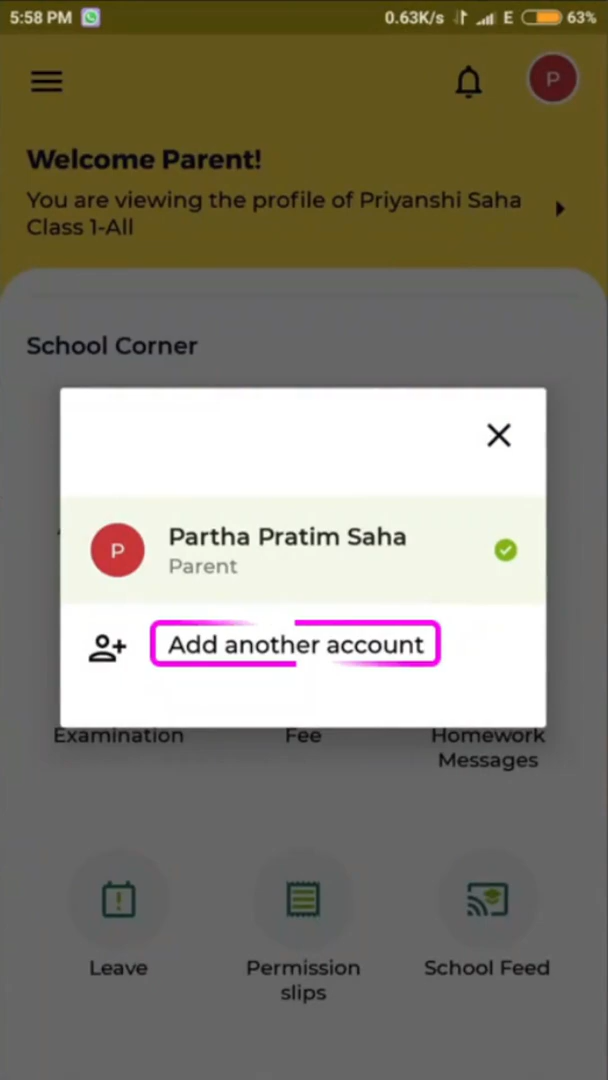 5:58 PM
0.63K/s
E
63%
P
Welcome Parent!
You are viewing the profile of Priyanshi Saha
Class 1-All
School Corner
P
Partha Pratim Saha
Parent
Add another account
Examination
Fee
Homework
Messages
Leave
Permission
slips
School Feed